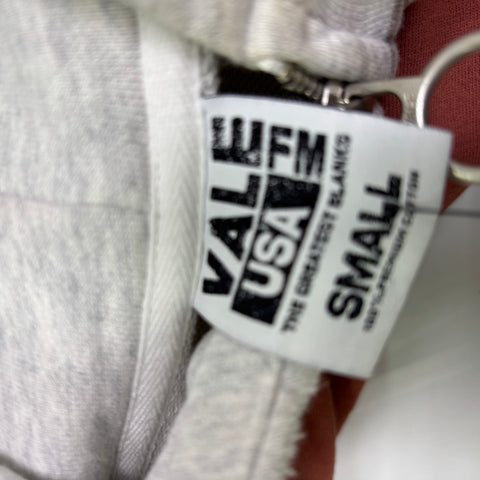 VALE FM
USA
THE GREATEST BLANKS
SMALL